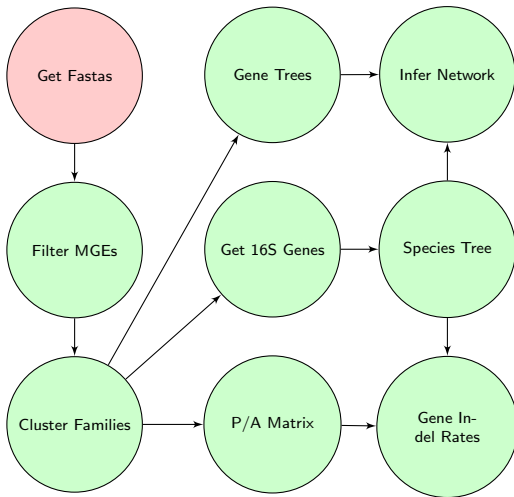 Get Fastas
Gene Trees
Infer Network
Filter MGEs
Get 16S Genes
Species Tree
Cluster Families
P/A Matrix
Gene In-
del Rates